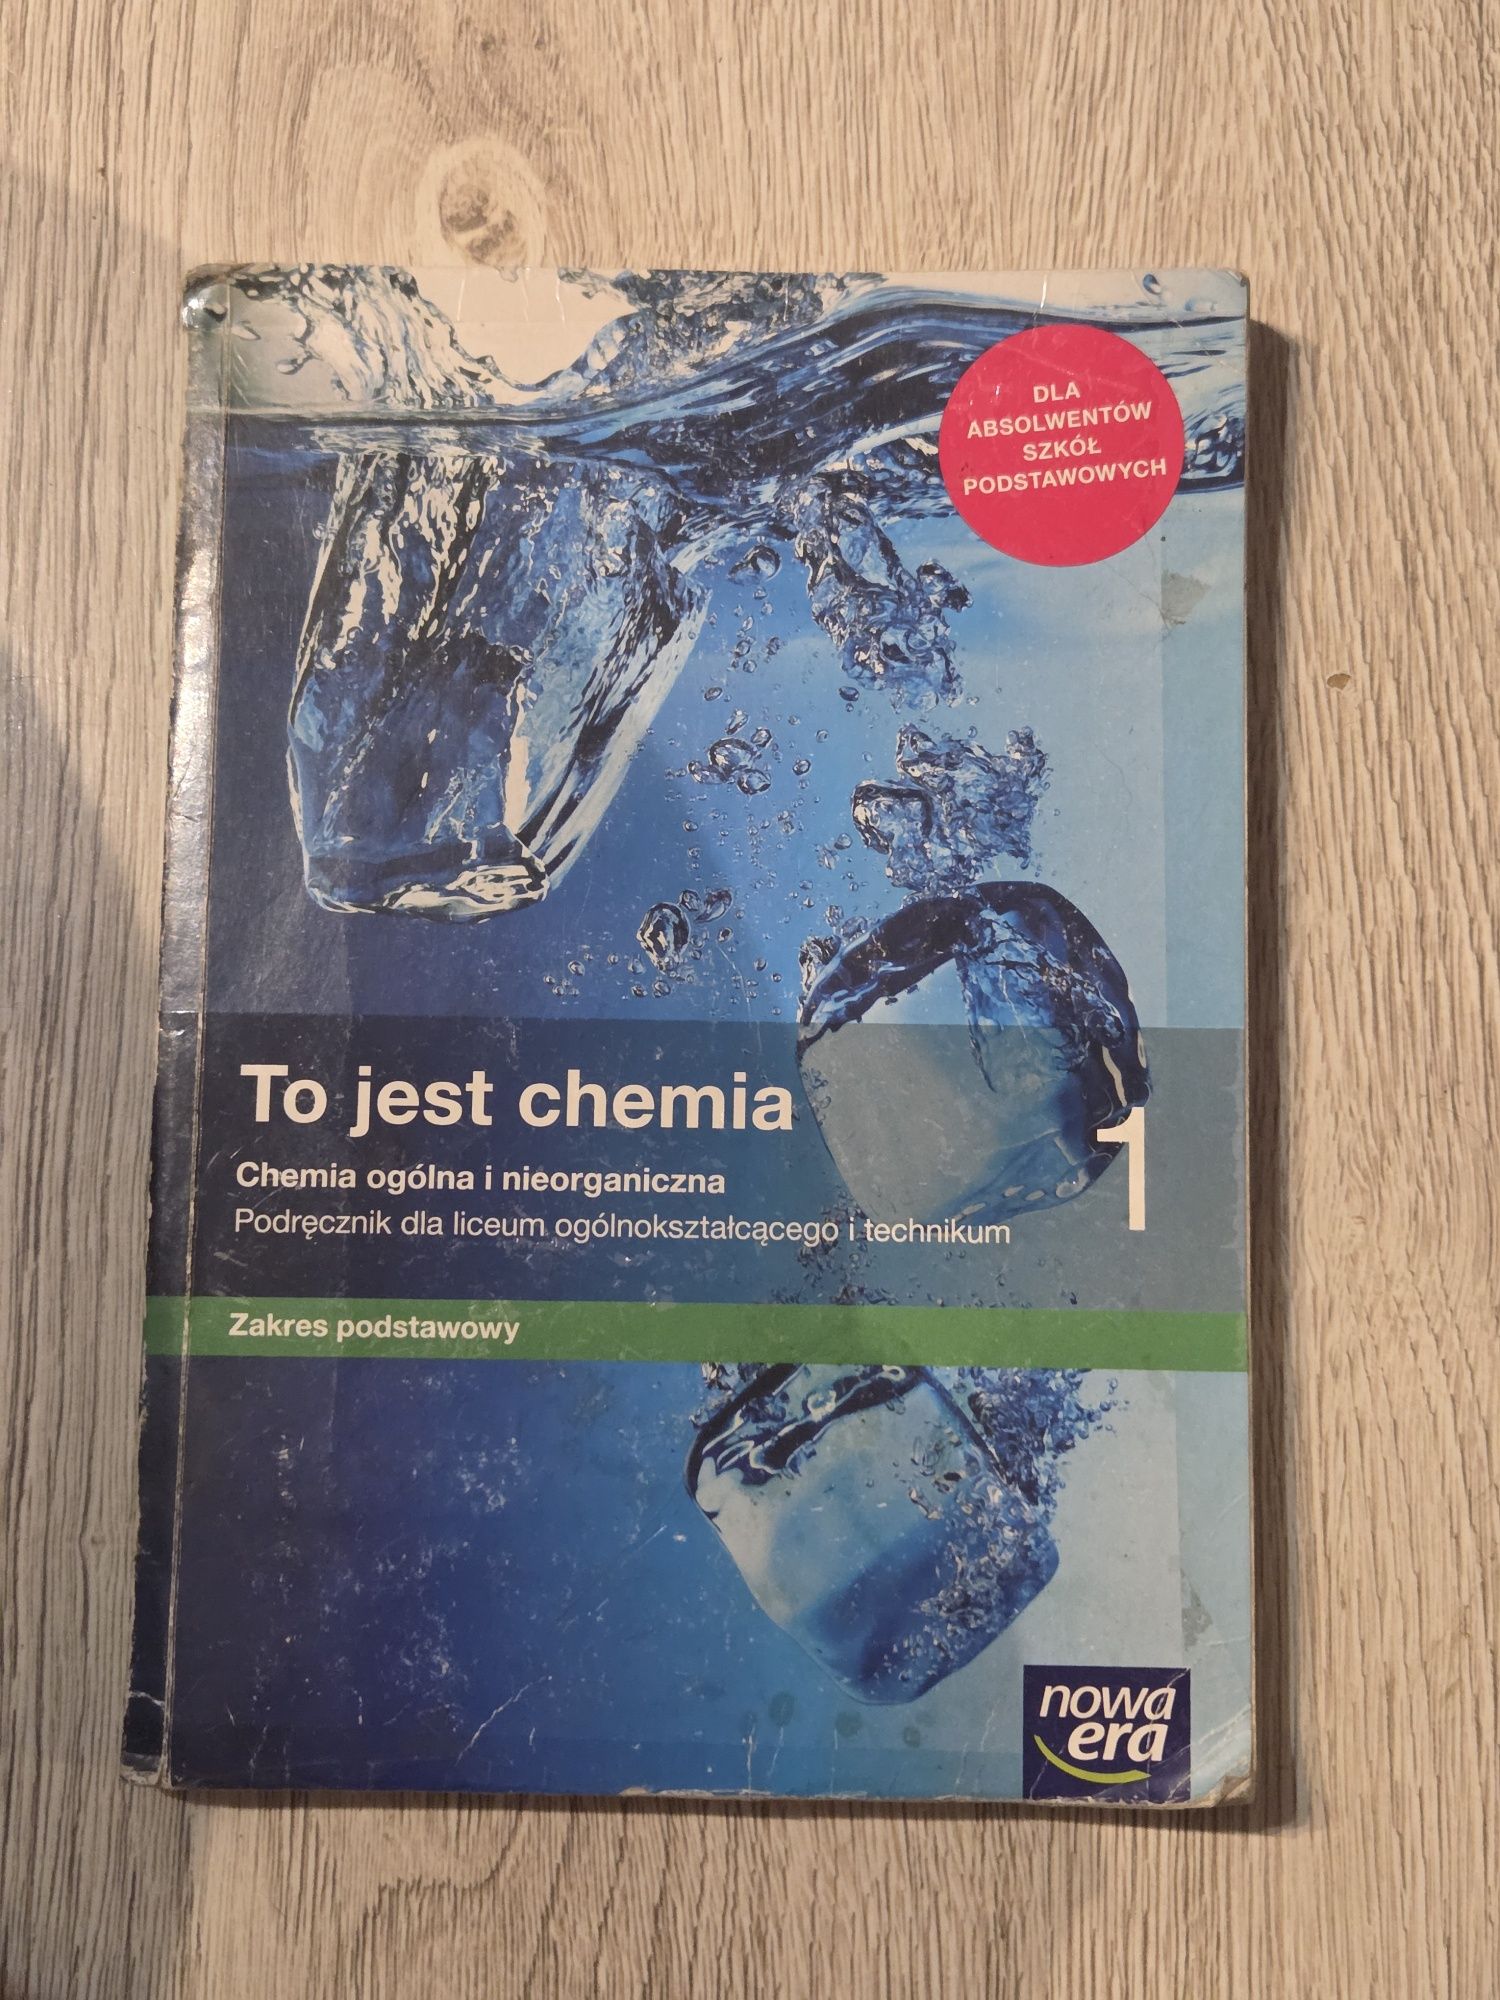 DLA
ABSOLWENTÓW
SZKÓŁ
PODSTAWOWYCH
To jest chemia
1
Chemia ogólna i nieorganiczna
Podręcznik dla liceum ogólnokształcącego i technikum
Zakres podstawowy
nowa
era